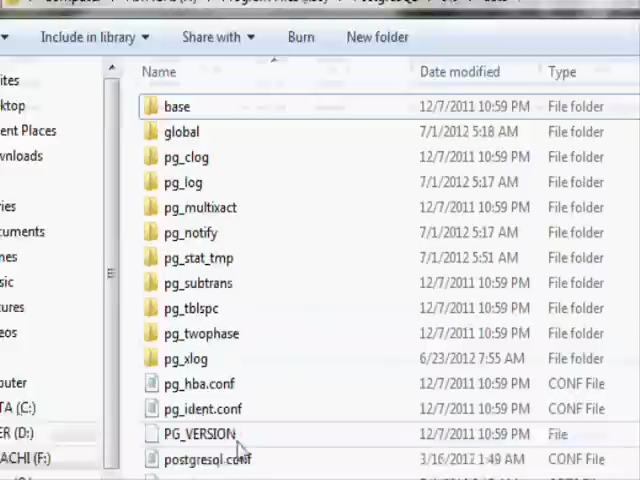 Include in library Share with Burn New folder
Name Date modified Type
base 12/7/2011 10:59 PM File folder
global 7/1/2012 5:18 AM File folder
pg_clog 12/7/2011 10:59 PM File folder
pg_log 7/1/2012 5:17 AM File folder
pg_multixact 12/7/2011 10:59 PM File folder
pg_notify 7/1/2012 5:17 AM File folder
pg_stat_tmp 7/1/2012 5:51 AM File folder
pg_subtrans 12/7/2011 10:59 PM File folder
pg_tblspc 12/7/2011 10:59 PM File folder
pg_twophase 12/7/2011 10:59 PM File folder
pg_xlog 6/23/2012 7:55 AM File folder
pg_hba.conf 12/7/2011 10:59 PM CONF File
pg_ident.conf 12/7/2011 10:59 PM CONF File
PG_VERSION 12/7/2011 10:59 PM File
postgresql.conf 3/16/2012 1:49 AM CONF File
ites
ktop
ent Places
wnloads
ries
cuments
nes
sic
tures
eos
puter
TA (C:)
ER (D:)
ACHI (F:)